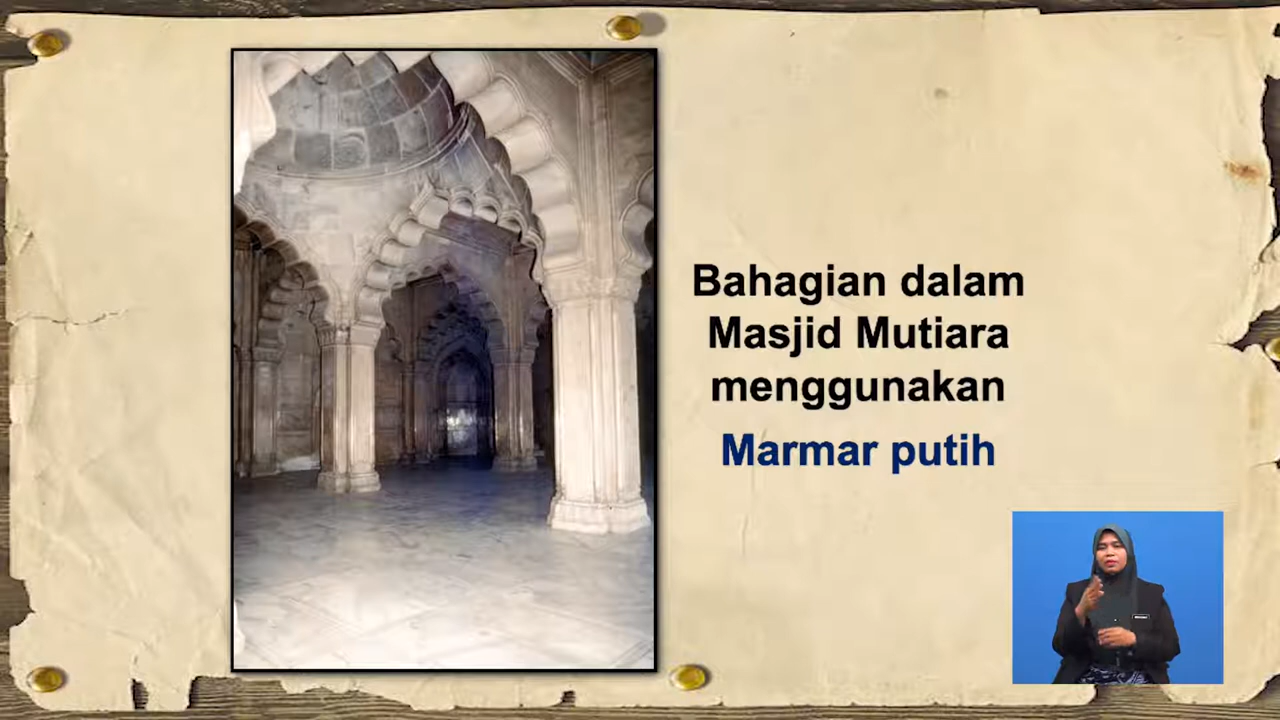 Bahagian dalam
Masjid Mutiara
menggunakan
Marmar putih